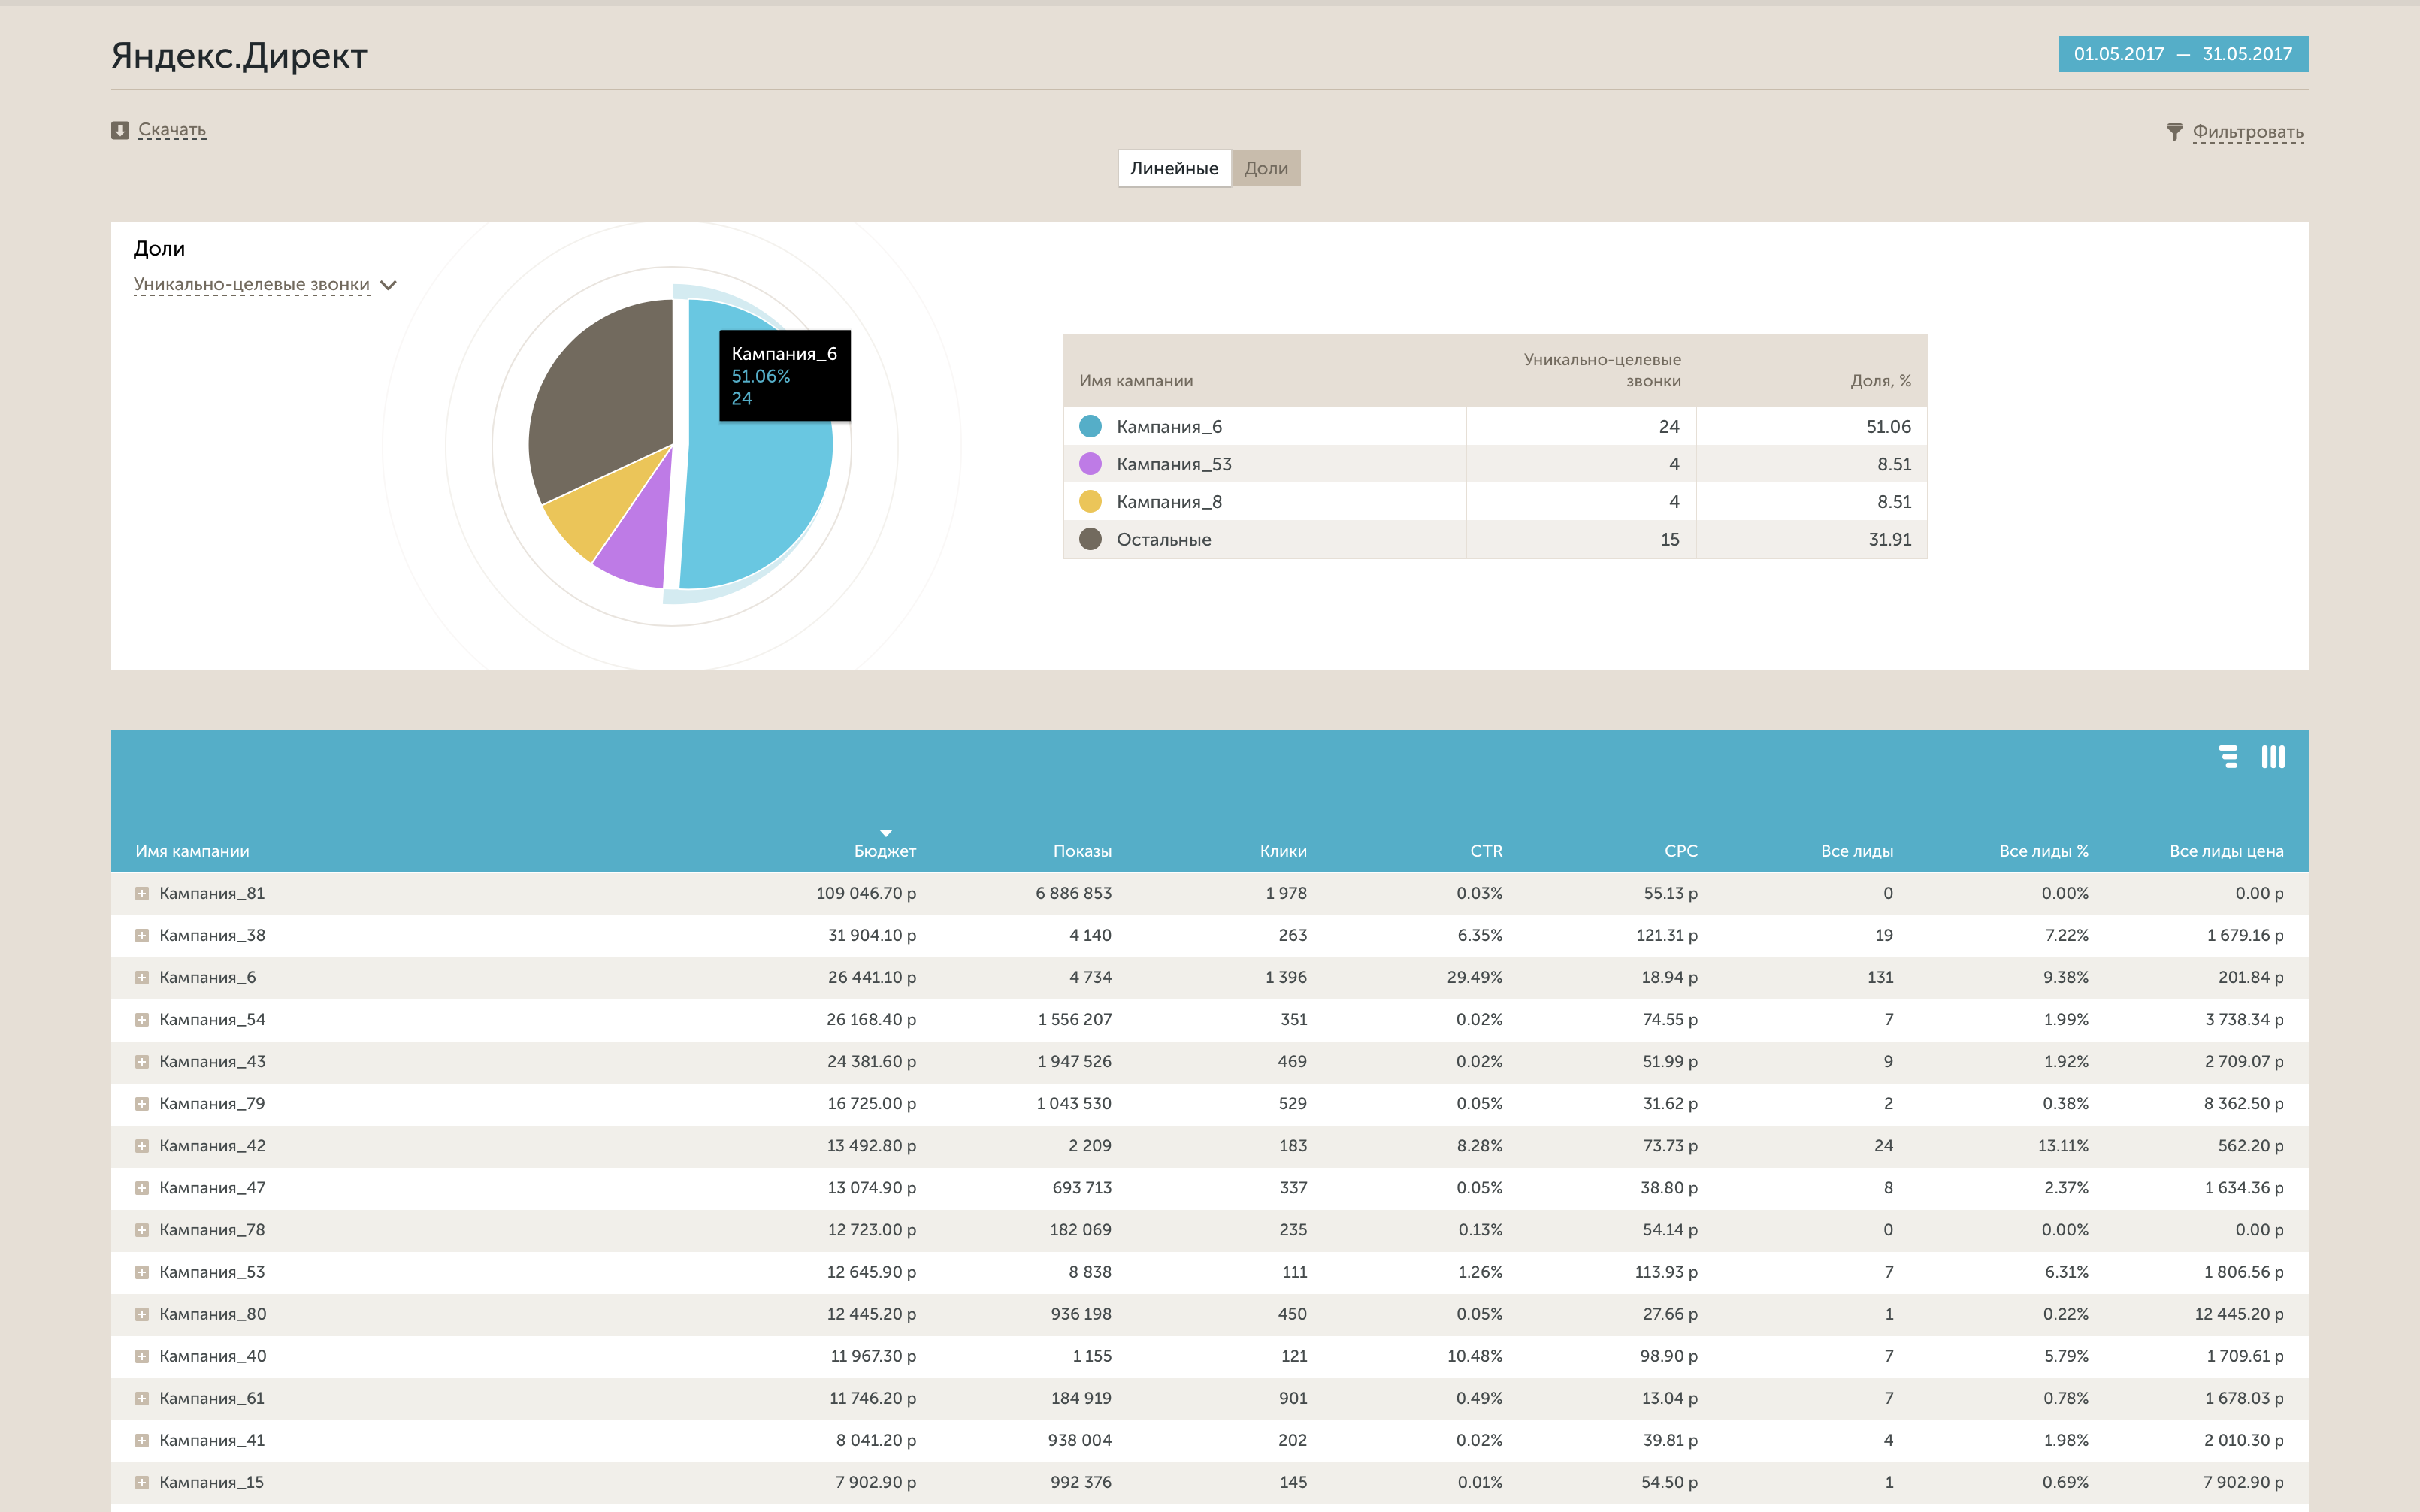 Яндекс.Директ
01.05.2017 — 31.05.2017
Скачать
Фильтровать
Линейные Доли
Доли
Уникально-целевые звонки
Кампания_6
51.06%
24
Имя кампании Уникально-целевые звонки Доля, %
Кампания_6 24 51.06
Кампания_53 4 8.51
Кампания_8 4 8.51
Остальные 15 31.91
Имя кампании Бюджет Показы Клики CTR CPC Все лиды Все лиды % Все лиды цена
Кампания_81 109 046.70 р 6 886 853 1 978 0.03% 55.13 р 0 0.00% 0.00 р
Кампания_38 31 904.10 р 4 140 263 6.35% 121.31 р 19 7.22% 1 679.16 р
Кампания_6 26 441.10 р 4 734 1 396 29.49% 18.94 р 131 9.38% 201.84 р
Кампания_54 26 168.40 р 1 556 207 351 0.02% 74.55 р 7 1.99% 3 738.34 р
Кампания_43 24 381.60 р 1 947 526 469 0.02% 51.99 р 9 1.92% 2 709.07 р
Кампания_79 16 725.00 р 1 043 530 529 0.05% 31.62 р 2 0.38% 8 362.50 р
Кампания_42 13 492.80 р 2 209 183 8.28% 73.73 р 24 13.11% 562.20 р
Кампания_47 13 074.90 р 693 713 337 0.05% 38.80 р 8 2.37% 1 634.36 р
Кампания_78 12 723.00 р 182 069 235 0.13% 54.14 р 0 0.00% 0.00 р
Кампания_53 12 645.90 р 8 838 111 1.26% 113.93 р 7 6.31% 1 806.56 р
Кампания_80 12 445.20 р 936 198 450 0.05% 27.66 р 1 0.22% 12 445.20 р
Кампания_40 11 967.30 р 1 155 121 10.48% 98.90 р 7 5.79% 1 709.61 р
Кампания_61 11 746.20 р 184 919 901 0.49% 13.04 р 7 0.78% 1 678.03 р
Кампания_41 8 041.20 р 938 004 202 0.02% 39.81 р 4 1.98% 2 010.30 р
Кампания_15 7 902.90 р 992 376 145 0.01% 54.50 р 1 0.69% 7 902.90 р